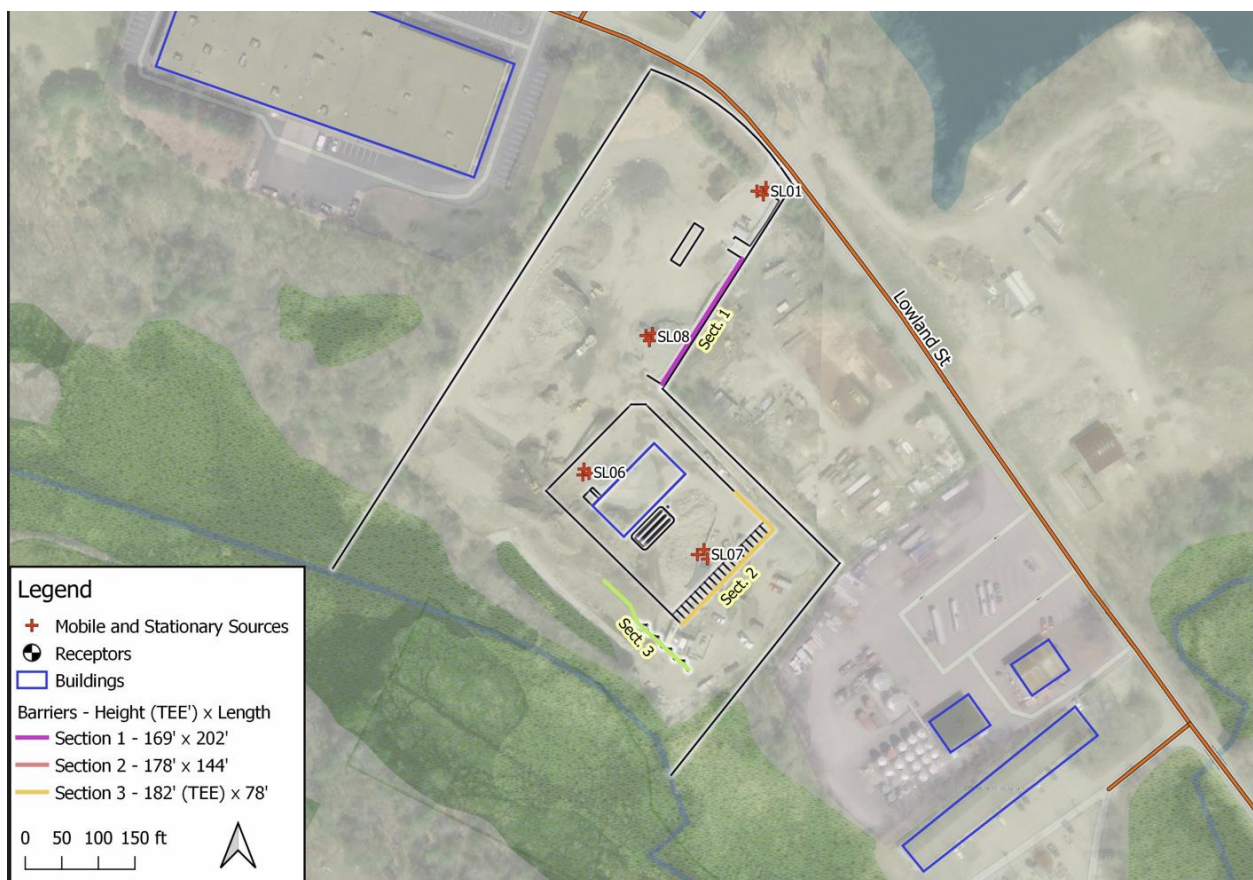 SL01
Lowland St
Sect. 1
SL08
SL06
SL07
Sect. 2
Sect. 3
Legend
Mobile and Stationary Sources
Receptors
Buildings
Barriers - Height (TEE') x Length
Section 1 - 169' x 202'
Section 2 - 178' x 144'
Section 3 - 182' (TEE) x 78'
0 50 100 150 ft